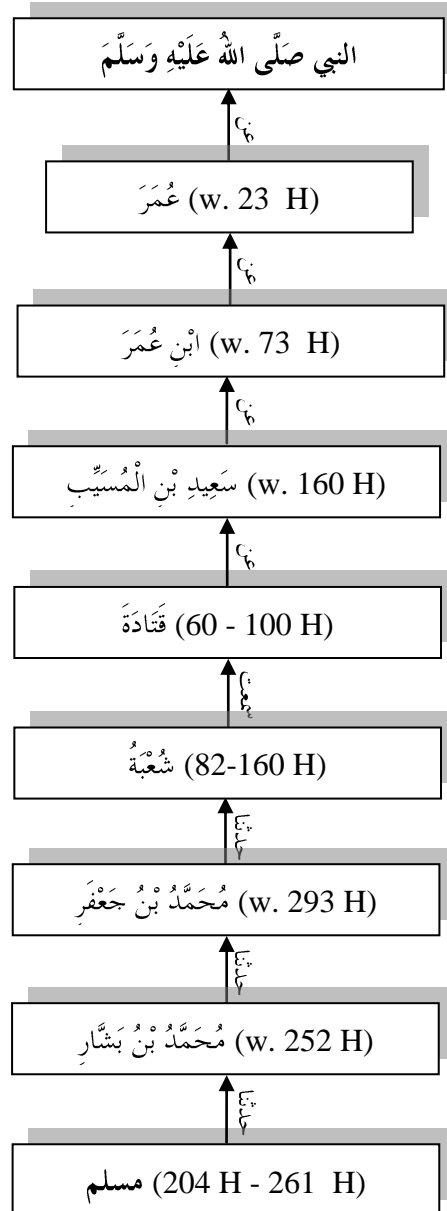 النبي صَلَّى اللهُ عَلَيْهِ وَسَلَّمَ
عن
عُمَرَ (w. 23 H)
عن
ابْنِ عُمَرَ (w. 73 H)
عن
سَعِيدِ بْنِ الْمُسَيِّبِ (w. 160 H)
عن
قَتَادَةَ (60 - 100 H)
سمعت
شُعْبَةُ (82-160 H)
حدثنا
مُحَمَّدُ بْنُ جَعْفَرٍ (w. 293 H)
حدثنا
مُحَمَّدُ بْنُ بَشَّارٍ (w. 252 H)
حدثنا
مسلم (204 H - 261 H)